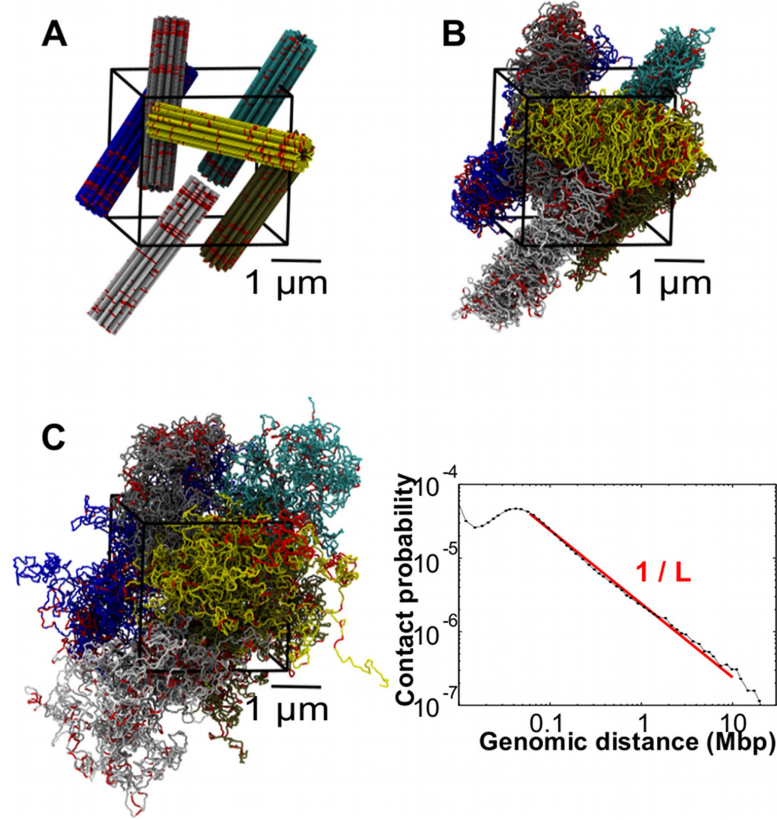 A
B
1 μm
1 μm
C
1 μm
Contact probability
10-4
10-5
10-6
10-7
1 / L
0.1
1
10
Genomic distance (Mbp)